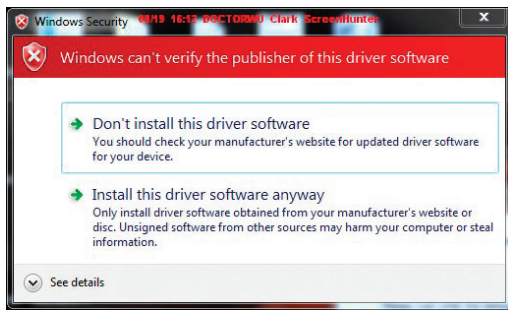 Windows Security 08/19 16:12 DOCTORWU Clark ScreenHunter
Windows can't verify the publisher of this driver software
Don't install this driver software
You should check your manufacturer's website for updated driver software
for your device.
Install this driver software anyway
Only install driver software obtained from your manufacturer's website or
disc. Unsigned software from other sources may harm your computer or steal
information.
See details